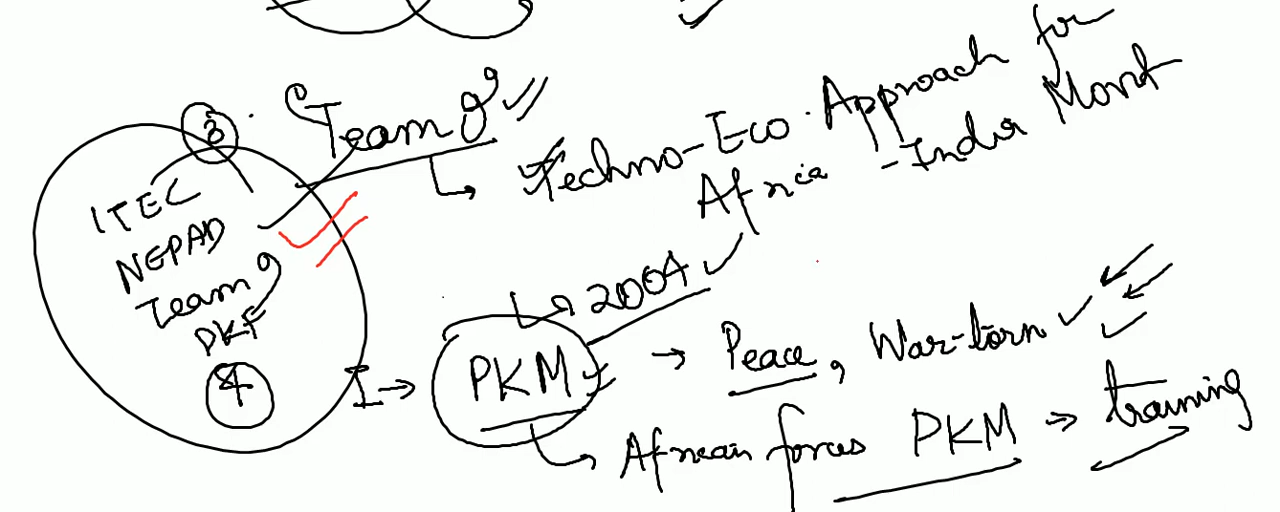 3. Team 9
Techno-Eco. Approach for
Africa - India Movt
2004
ITEC
NEPAD
Team 9
PKF
4
I → PKM → Peace, War-torn
African forces PKM → training